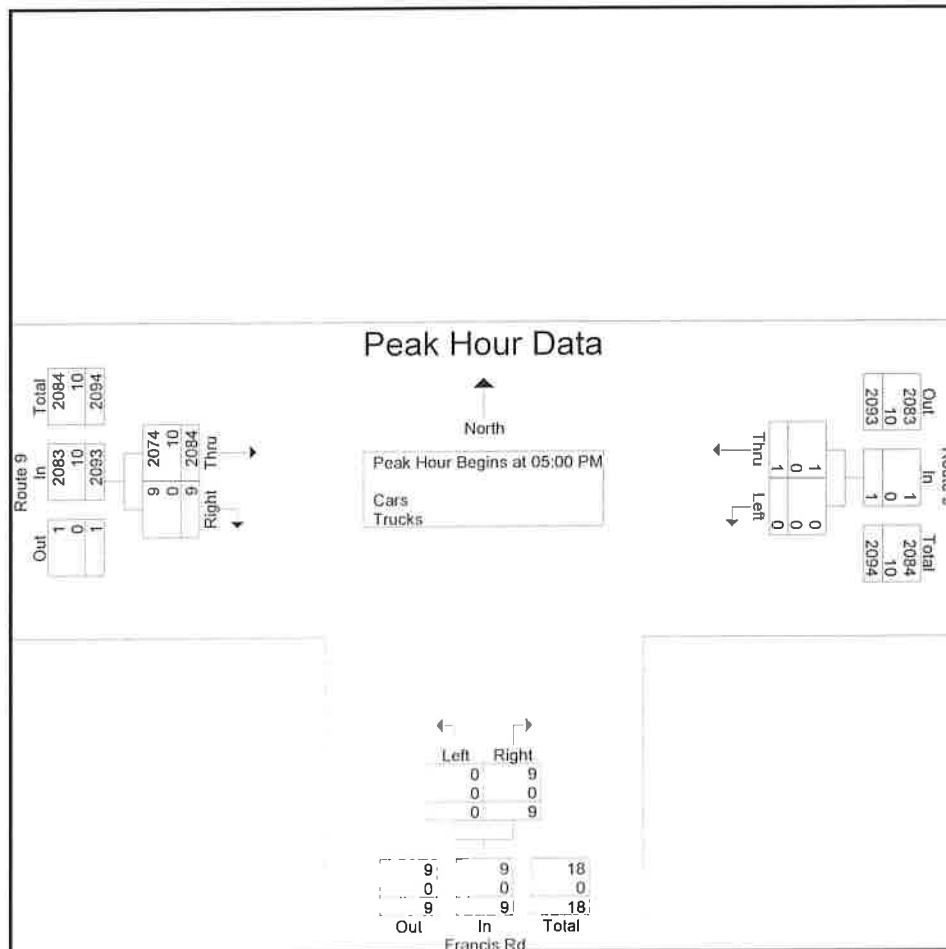 Peak Hour Data
North
Peak Hour Begins at 05:00 PM
Cars
Trucks
Route 9
Total
2084
10
2094
In
2083
10
2093
Out
1
0
1
Thru
2074
10
2084
Right
9
0
9
Out
2083
10
2093
In
1
0
1
Total
2084
10
2094
Thru
1
0
1
Left
0
0
0
Left Right
0 9
0 0
0 9
9 9 18
0 0 0
9 9 18
Out In Total
Francis Rd